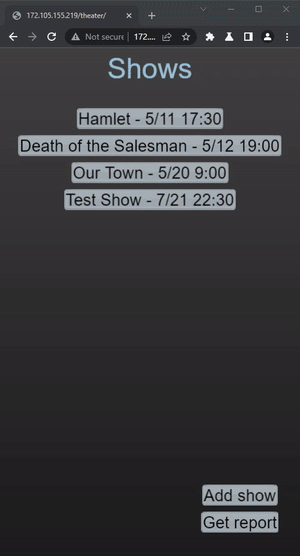 172.105.155.219/theater/
Not secure 172....
Shows
Hamlet - 5/11 17:30
Death of the Salesman - 5/12 19:00
Our Town - 5/20 9:00
Test Show - 7/21 22:30
Add show
Get report